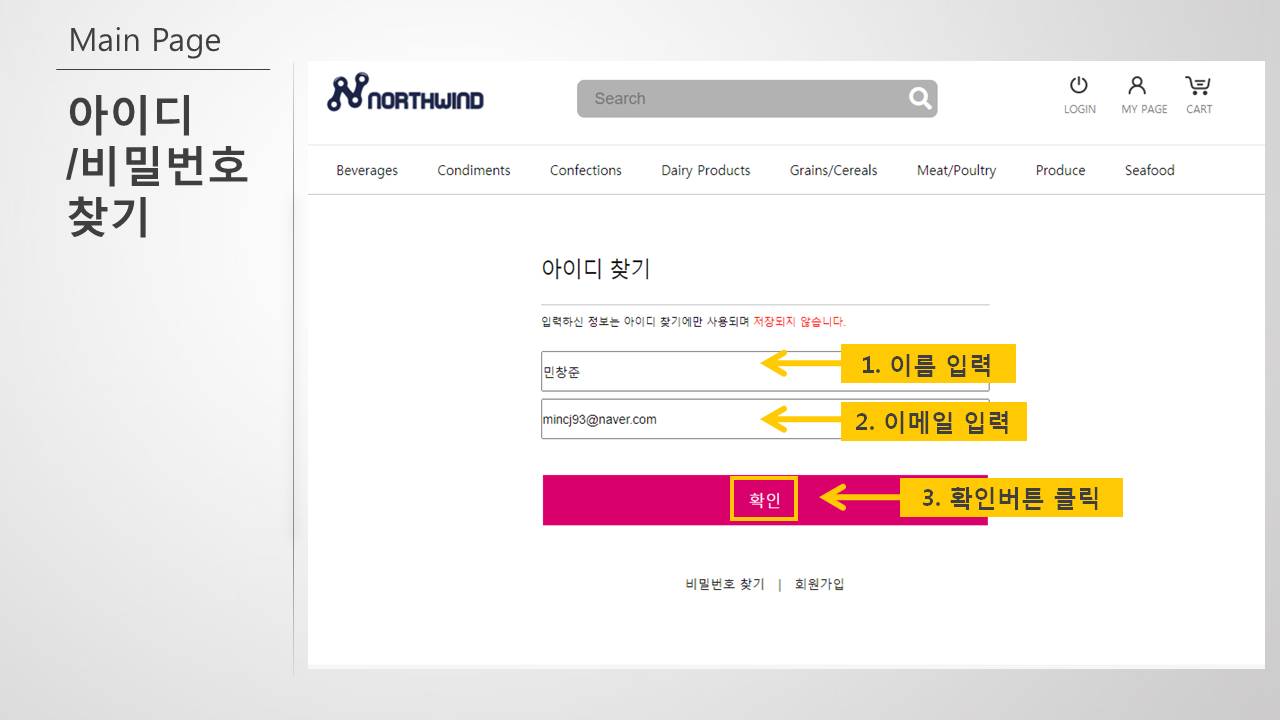 Main Page
아이디
/비밀번호
찾기
NORTHWIND
Search
LOGIN MY PAGE CART
Beverages Condiments Confections Dairy Products Grains/Cereals Meat/Poultry Produce Seafood
아이디 찾기
입력하신 정보는 아이디 찾기에만 사용되며 저장되지 않습니다.
민창준
1. 이름 입력
mincj93@naver.com
2. 이메일 입력
확인
3. 확인버튼 클릭
비밀번호 찾기 | 회원가입